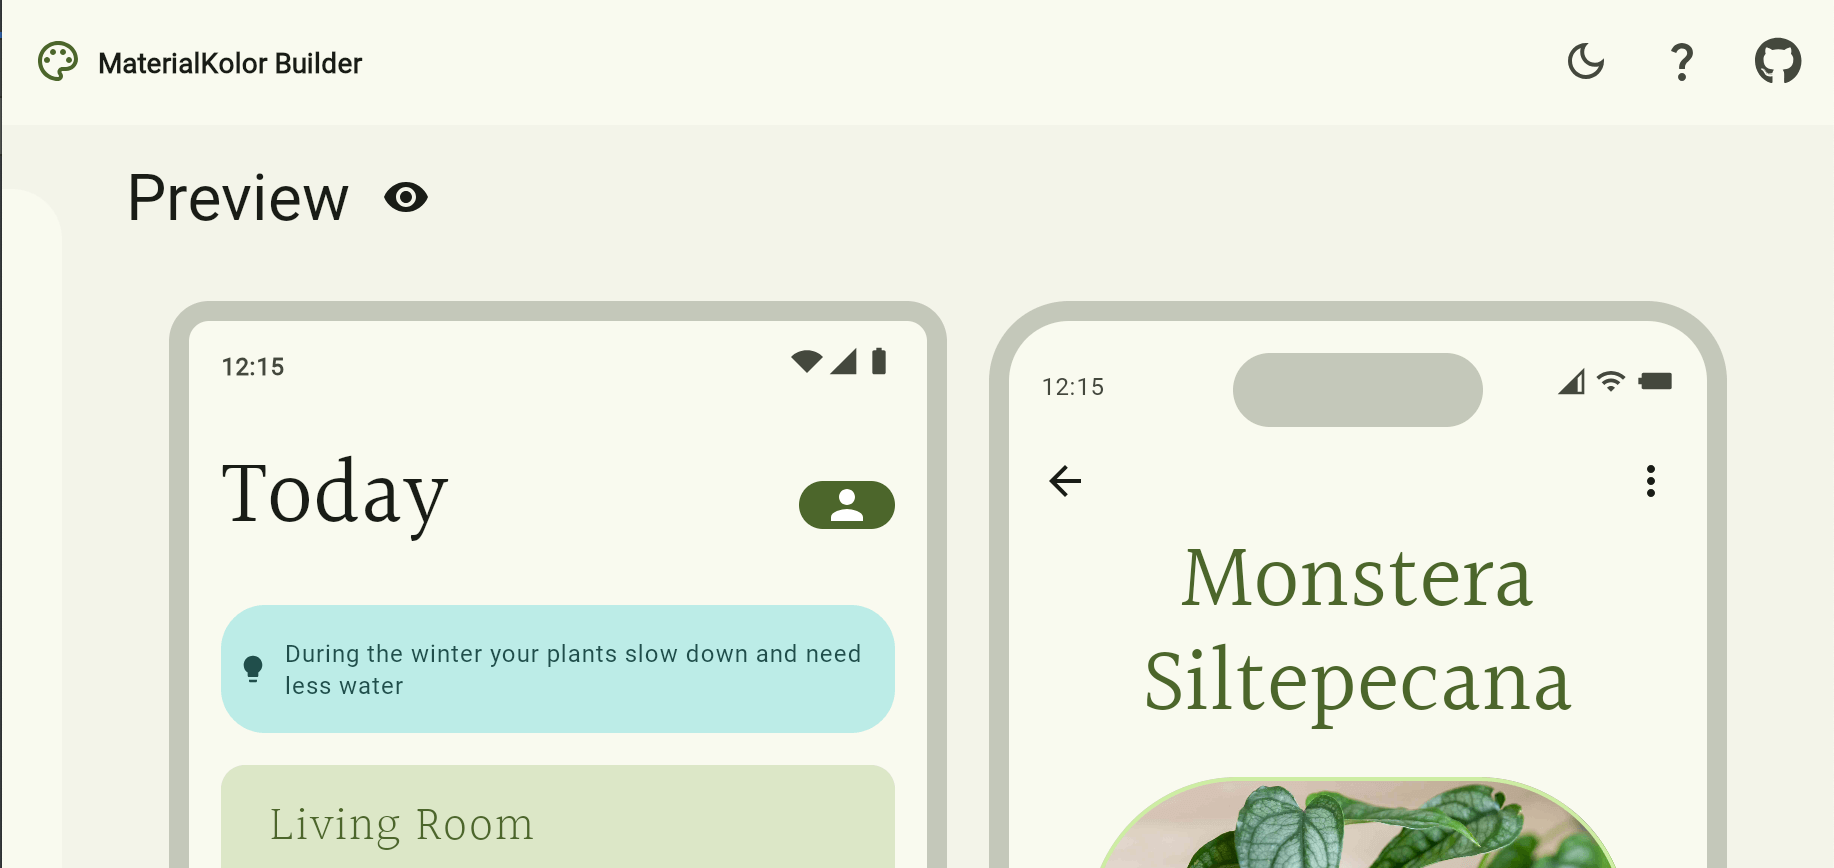 MaterialKolor Builder
Preview
12:15
Today
During the winter your plants slow down and need
less water
Living Room
12:15
Monstera
Siltepecana